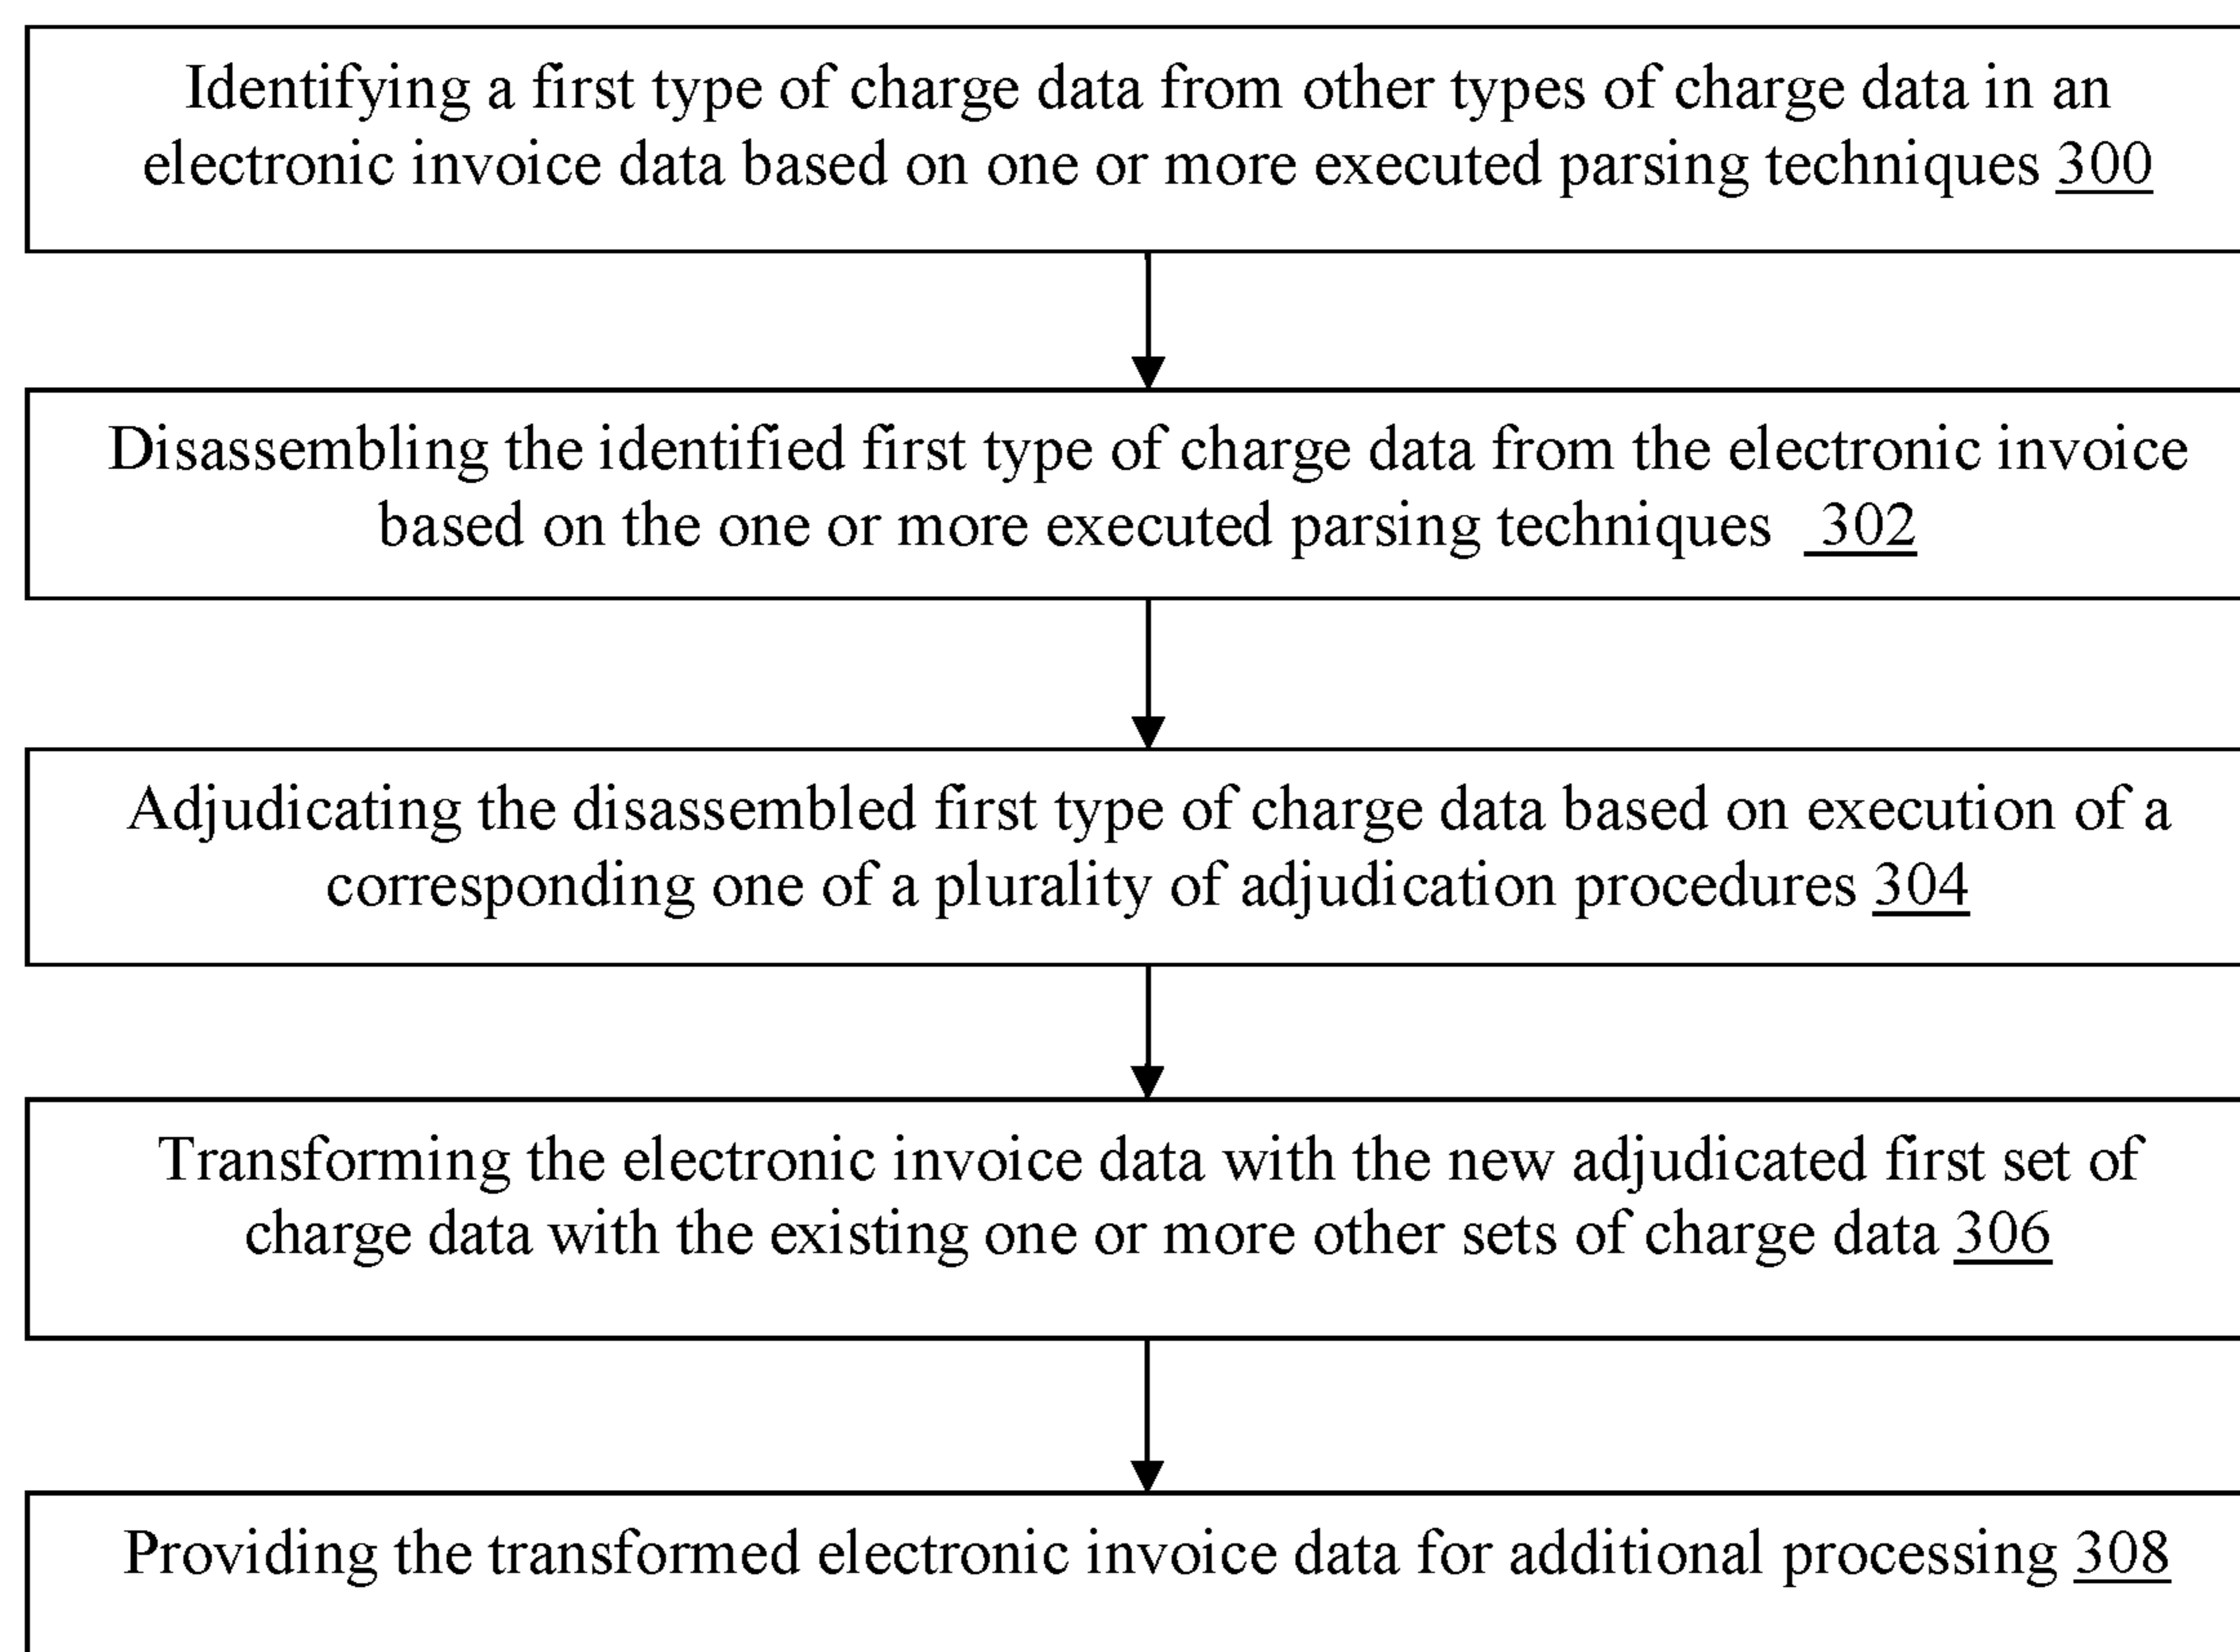 Identifying a first type of charge data from other types of charge data in an
electronic invoice data based on one or more executed parsing techniques 300
Disassembling the identified first type of charge data from the electronic invoice
based on the one or more executed parsing techniques 302
Adjudicating the disassembled first type of charge data based on execution of a
corresponding one of a plurality of adjudication procedures 304
Transforming the electronic invoice data with the new adjudicated first set of
charge data with the existing one or more other sets of charge data 306
Providing the transformed electronic invoice data for additional processing 308